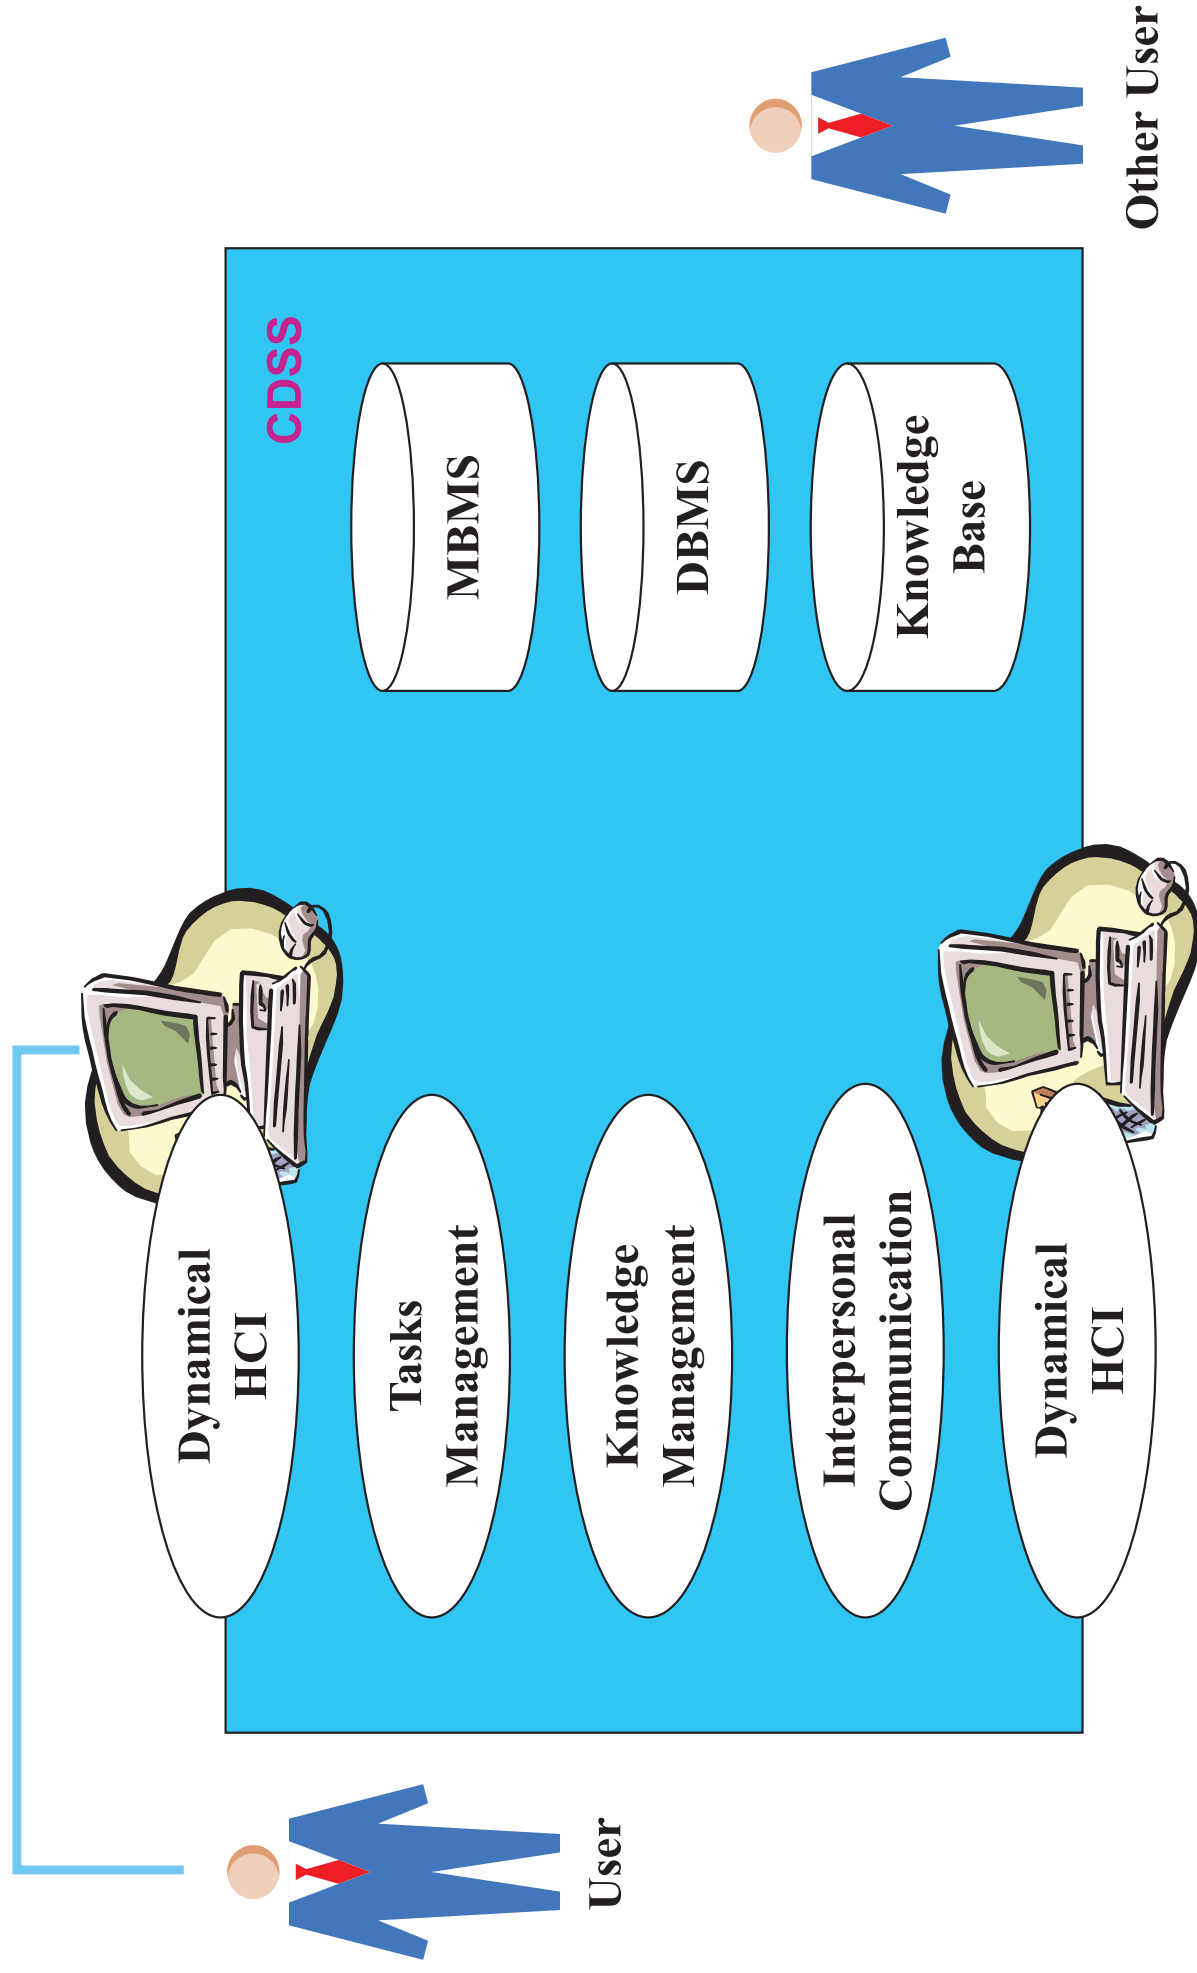 CDSS
Dynamical
HCI
Tasks
Management
MBMS
Knowledge
Management
DBMS
User
Interpersonal
Communication
Knowledge
Base
Dynamical
HCI
Other User